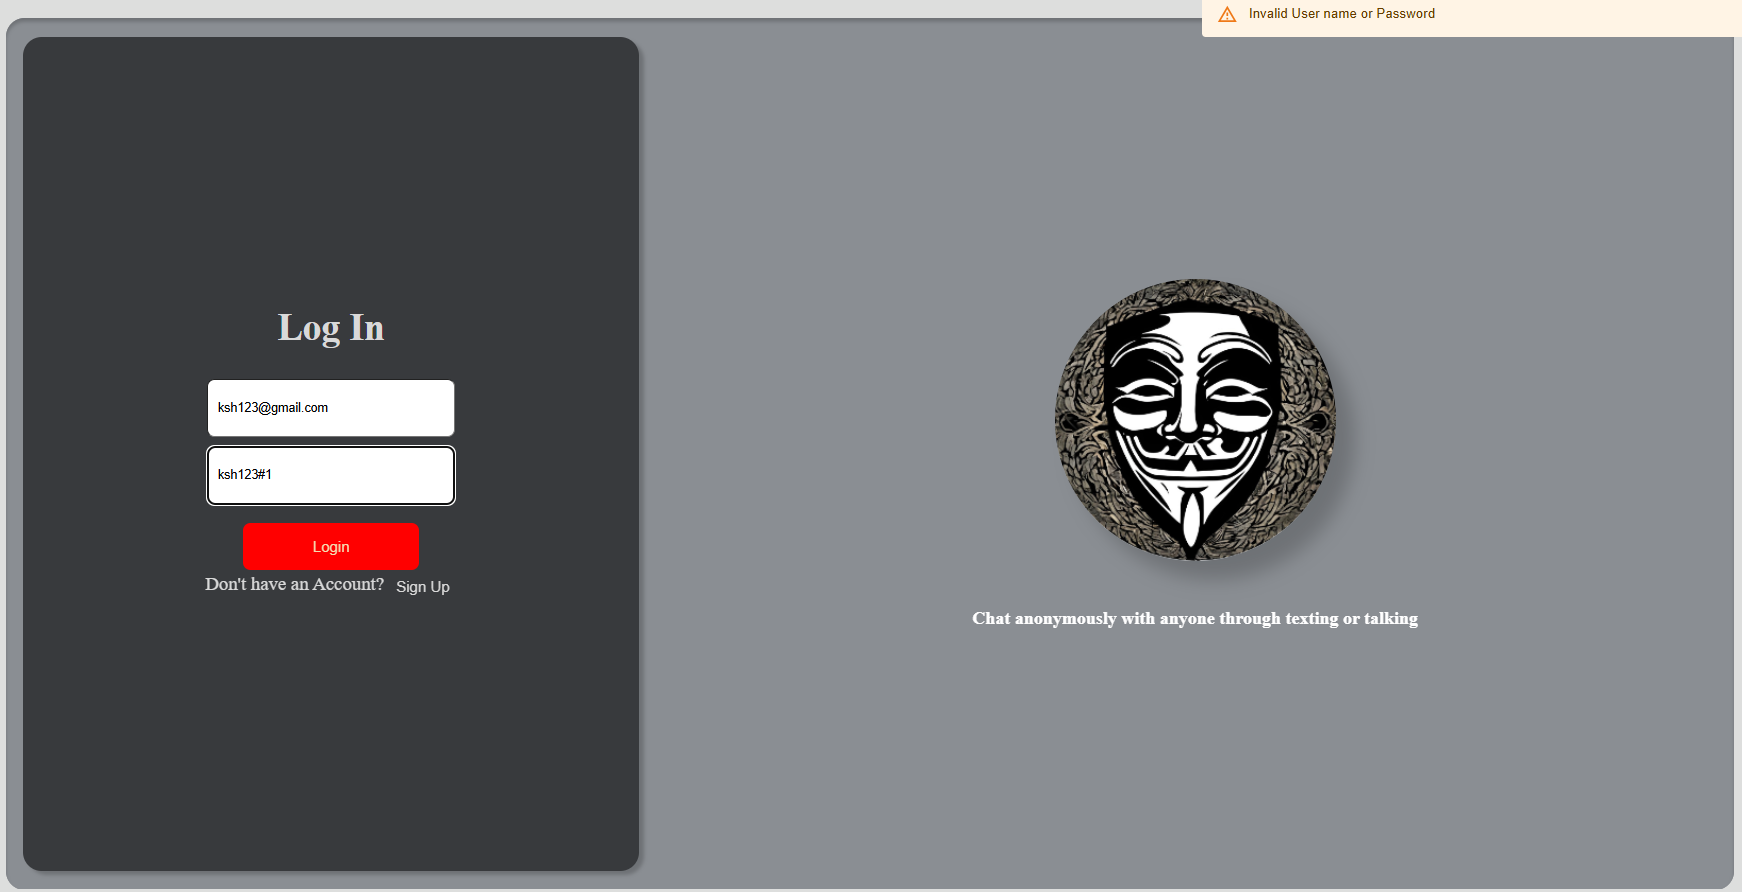 Invalid User name or Password
Log In
ksh123@gmail.com
ksh123#1
Login
Don't have an Account? Sign Up
Chat anonymously with anyone through texting or talking